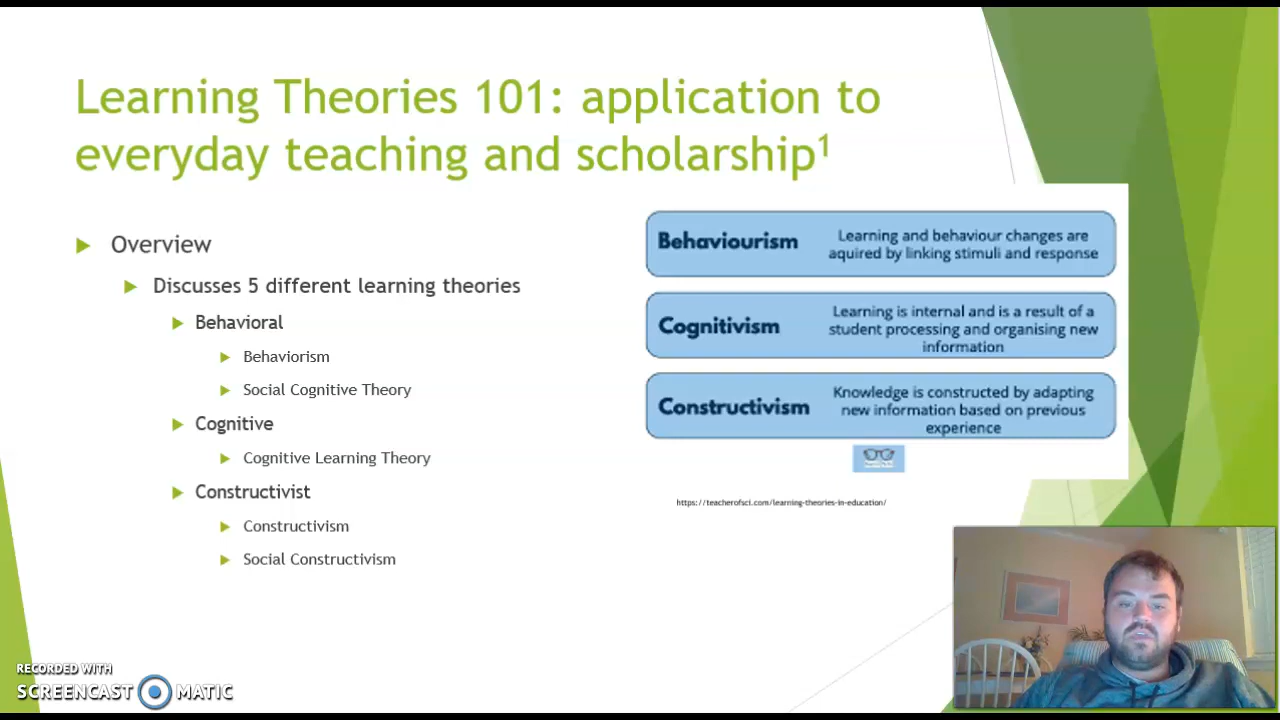 Learning Theories 101: application to
everyday teaching and scholarship¹
Overview
Discusses 5 different learning theories
Behavioral
Behaviorism
Social Cognitive Theory
Cognitive
Cognitive Learning Theory
Constructivist
Constructivism
Social Constructivism
Behaviourism
Learning and behaviour changes are
aquired by linking stimuli and response
Cognitivism
Learning is internal and is a result of a
student processing and organising new
information
Constructivism
Knowledge is constructed by adapting
new information based on previous
experience
https://teacherofsci.com/learning-theories-in-education/
RECORDED WITH
SCREENCAST MATIC